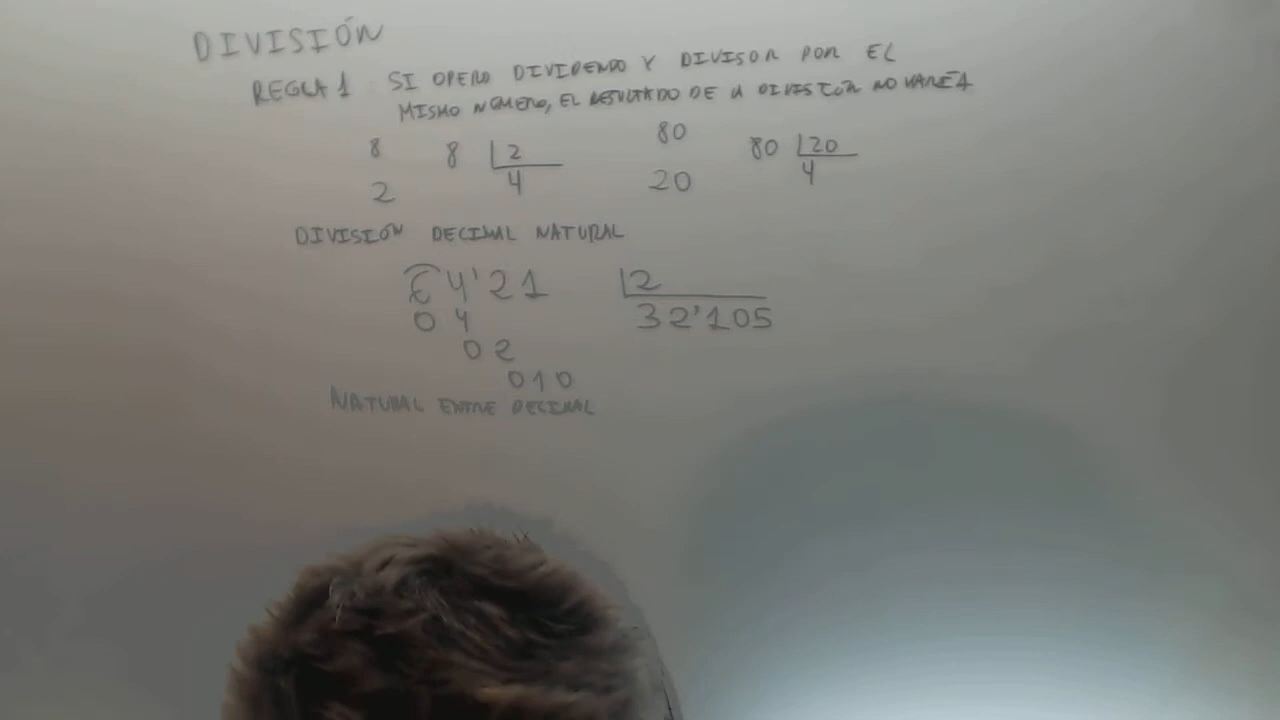 DIVISIÓN
REGLA 1 SI OPERO DIVIDENDO Y DIVISOR POR EL
MISMO NÚMERO, EL RESULTADO DE LA DIVISIÓN NO VARÍA
8 8 2 80 80 20
2 4 20 4
DIVISIÓN DECIMAL NATURAL
64'21 2
04 32'105
02
010
NATURAL ENTRE DECIMAL